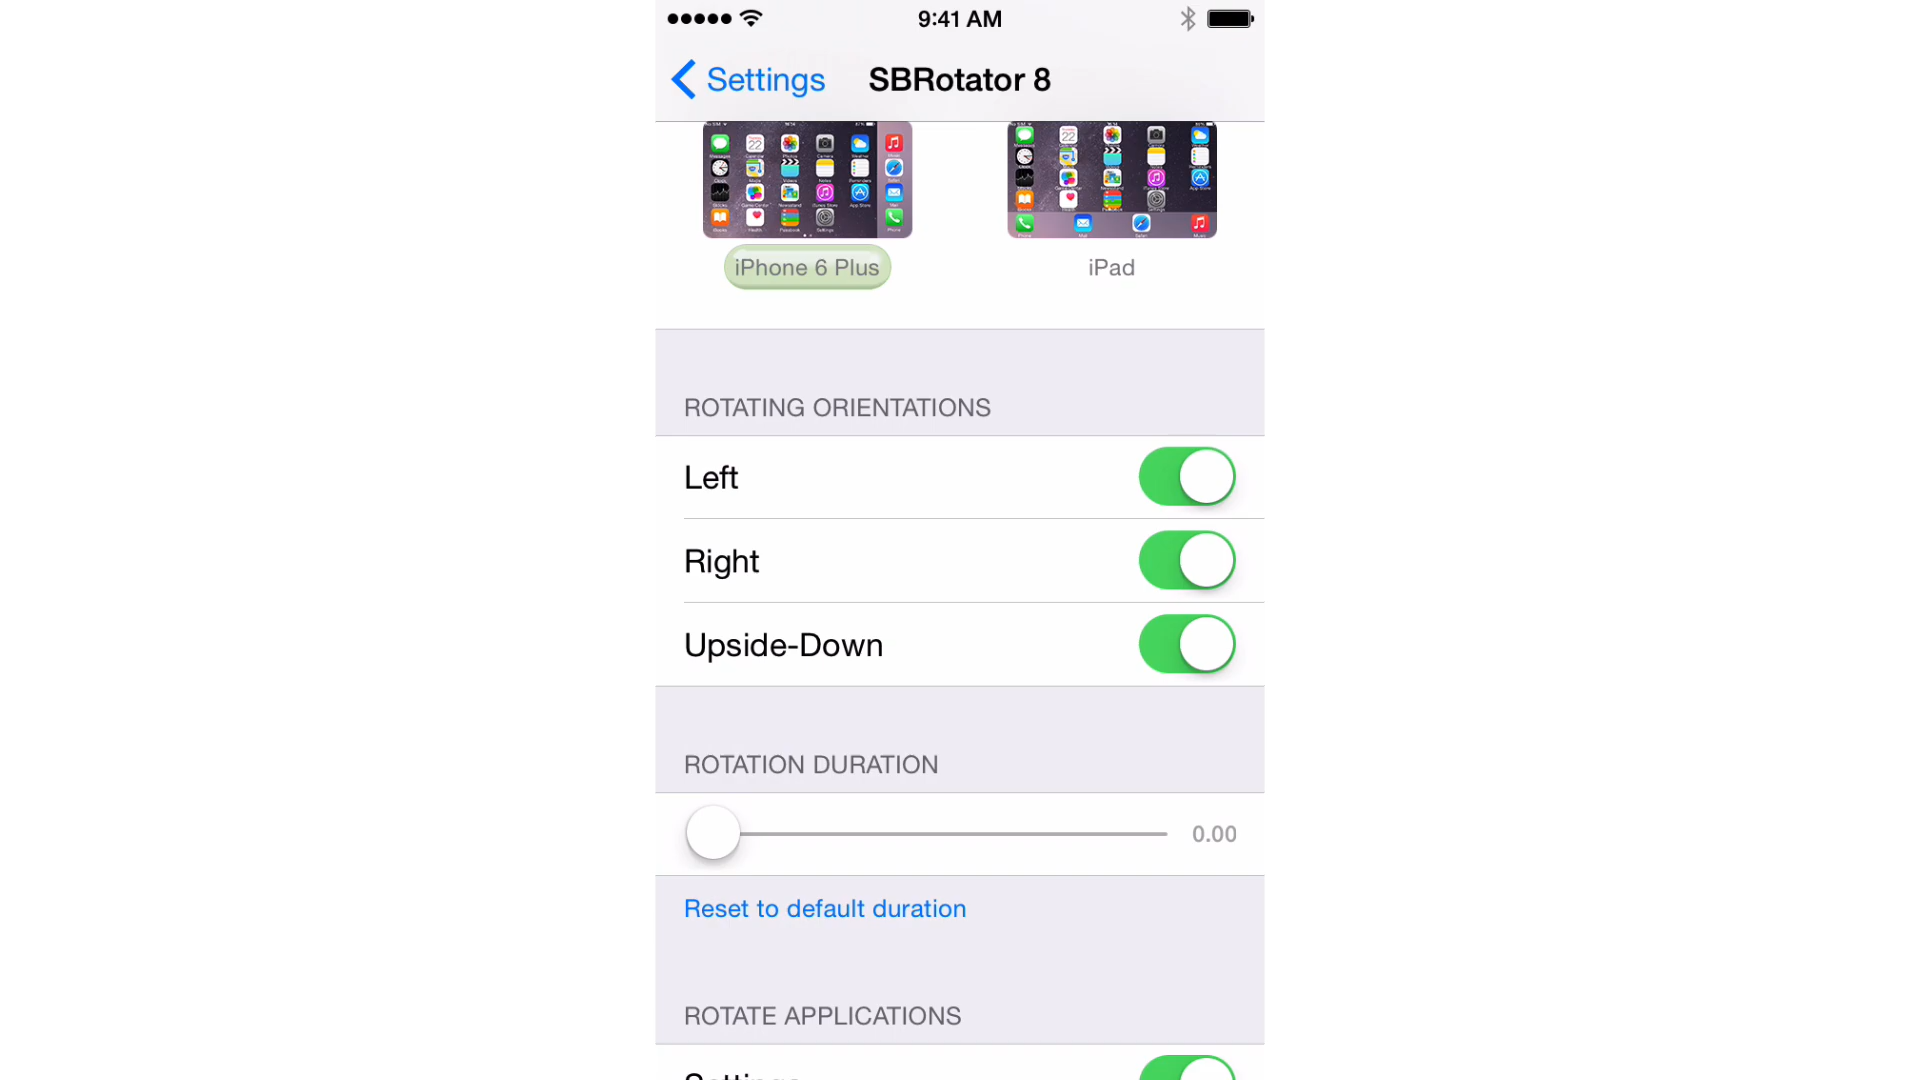 9:41 AM
Settings
SBRotator 8
iPhone 6 Plus
iPad
ROTATING ORIENTATIONS
Left
Right
Upside-Down
ROTATION DURATION
0.00
Reset to default duration
ROTATE APPLICATIONS
Settings